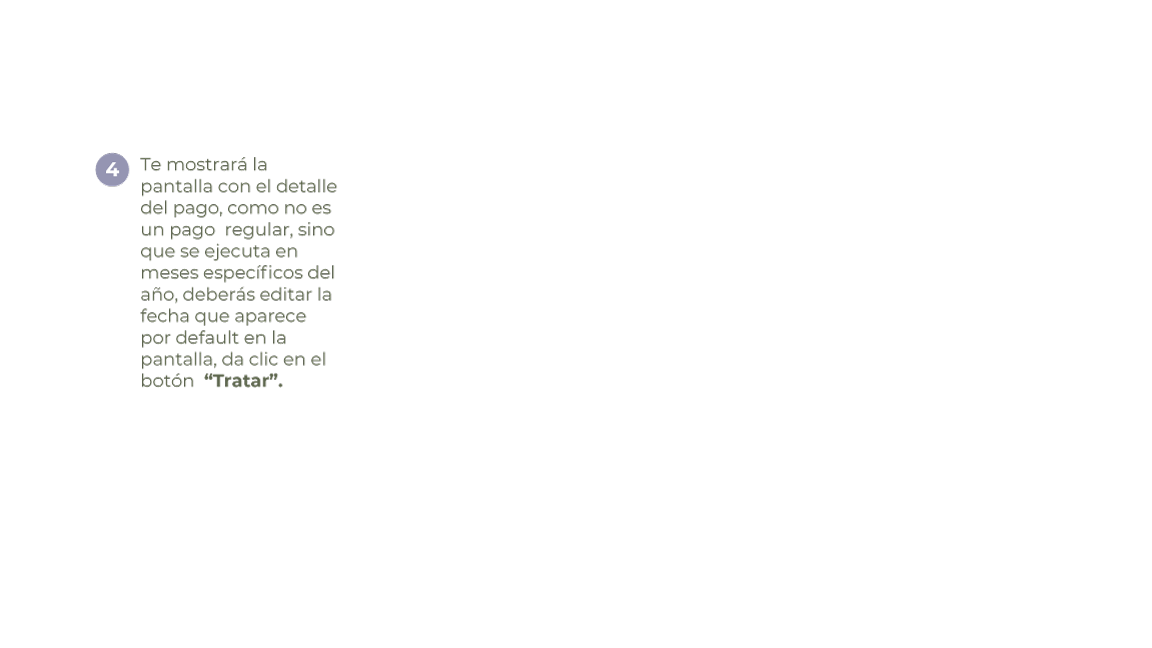 4 Te mostrará la
pantalla con el detalle
del pago, como no es
un pago  regular, sino
que se ejecuta en
meses específicos del
año, deberás editar la
fecha que aparece
por default en la
pantalla, da clic en el
botón  “Tratar”.